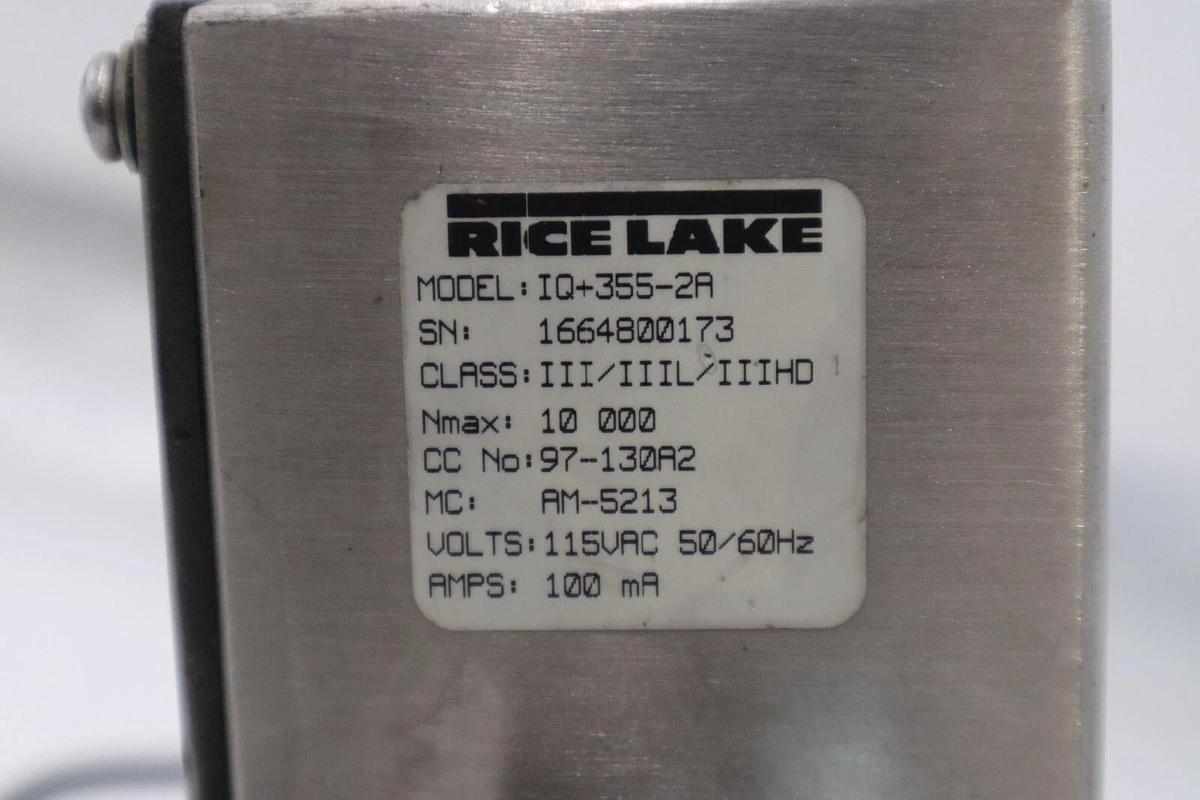 RICE LAKE
MODEL: IQ+355-2A
SN: 1664800173
CLASS: III/IIIL/IIIHD
Nmax: 10 000
CC No: 97-130A2
MC: AM-5213
VOLTS: 115VAC 50/60Hz
AMPS: 100 mA